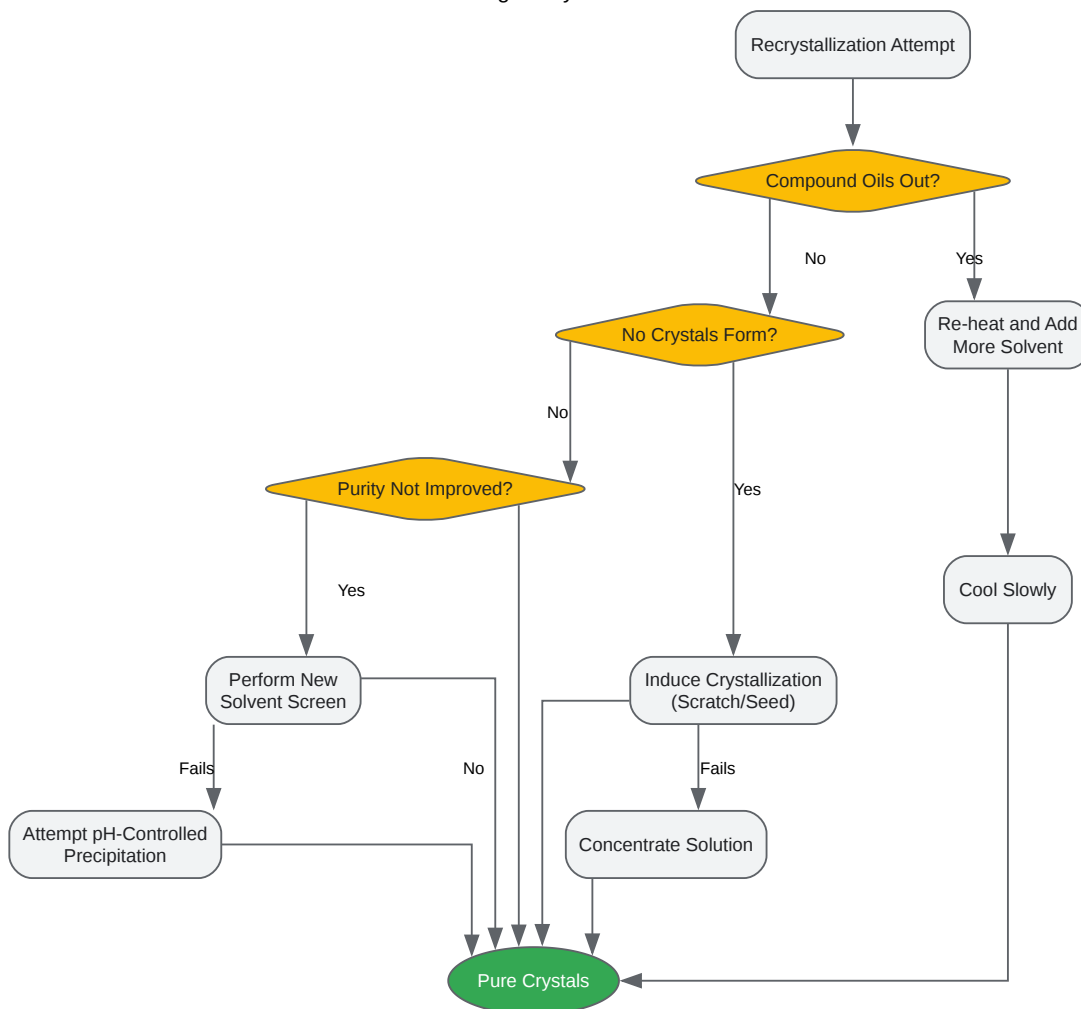 Recrystallization Attempt
Compound Oils Out?
No
Yes
No Crystals Form?
Re-heat and Add
More Solvent
No
Purity Not Improved?
Yes
Yes
Cool Slowly
Perform New
Solvent Screen
Induce Crystallization
(Scratch/Seed)
Fails
No
Fails
Attempt pH-Controlled
Precipitation
Concentrate Solution
Pure Crystals